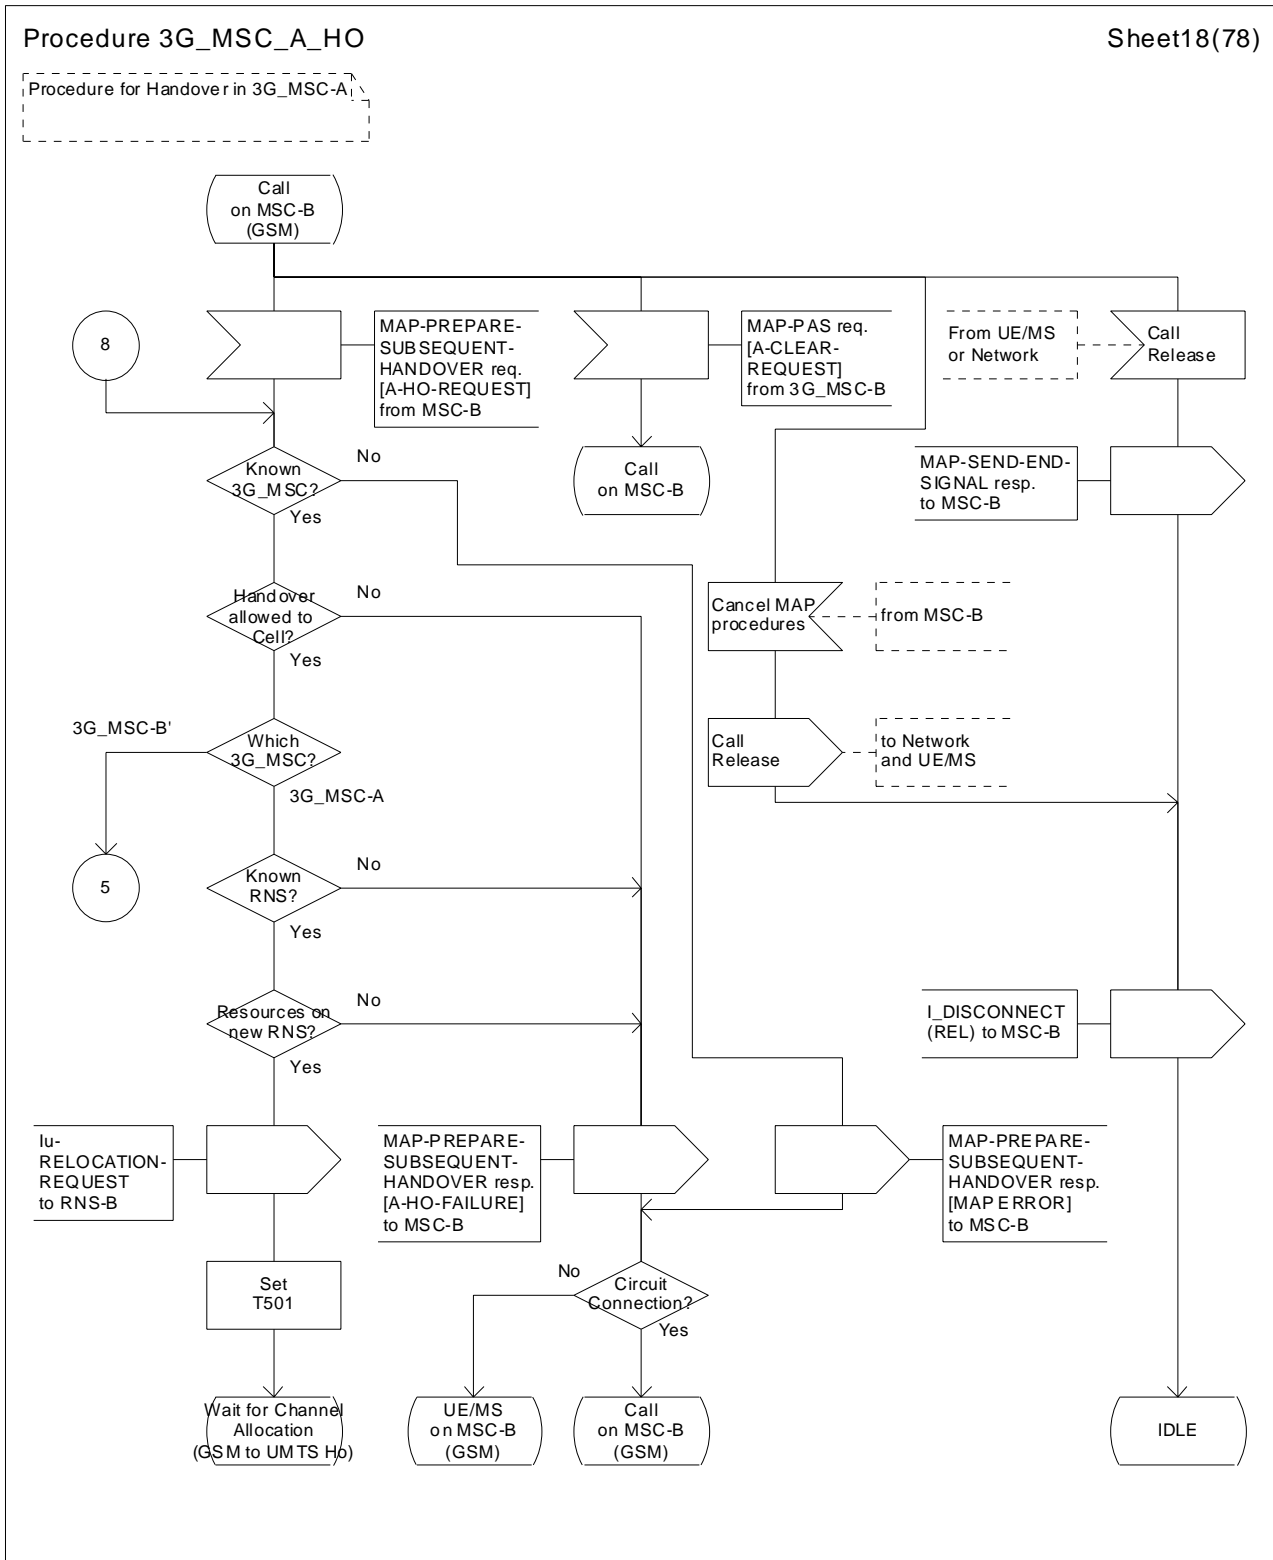 Procedure 3G_MSC_A_HO
Sheet18(78)
Procedure for Handover in 3G_MSC-A
Call
on MSC-B
(GSM)
8
MAP-PREPARE-
SUBSEQUENT-
HANDOVER req.
[A-HO-REQUEST]
from MSC-B
MAP-PAS req.
[A-CLEAR-
REQUEST]
from 3G_MSC-B
From UE/MS
or Network
Call
Release
Known
3G_MSC?
No
Yes
Call
on MSC-B
MAP-SEND-END-
SIGNAL resp.
to MSC-B
Handover
allowed to
Cell?
No
Yes
Cancel MAP
procedures
from MSC-B
3G_MSC-B'
Which
3G_MSC?
3G_MSC-A
Call
Release
to Network
and UE/MS
5
Known
RNS?
No
Yes
Resources on
new RNS?
No
Yes
I_DISCONNECT
(REL) to MSC-B
Iu-
RELOCATION-
REQUEST
to RNS-B
MAP-PREPARE-
SUBSEQUENT-
HANDOVER resp.
[A-HO-FAILURE]
to MSC-B
MAP-PREPARE-
SUBSEQUENT-
HANDOVER resp.
[MAP ERROR]
to MSC-B
Set
T501
No
Circuit
Connection?
Yes
Wait for Channel
Allocation
(GSM to UMTS Ho)
UE/MS
on MSC-B
(GSM)
Call
on MSC-B
(GSM)
IDLE